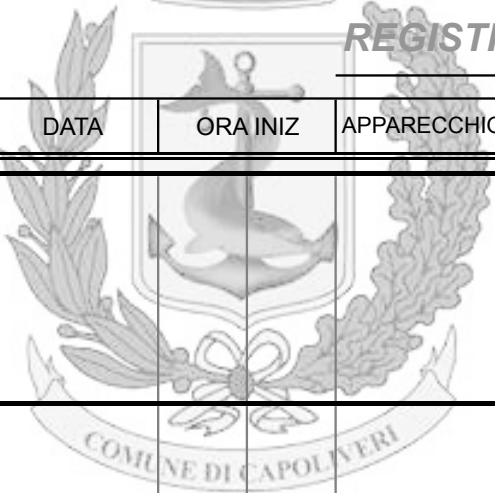 REGISTR
DATA ORA INIZ APPARECCHIO
COMUNE DI CAPOLIVERI